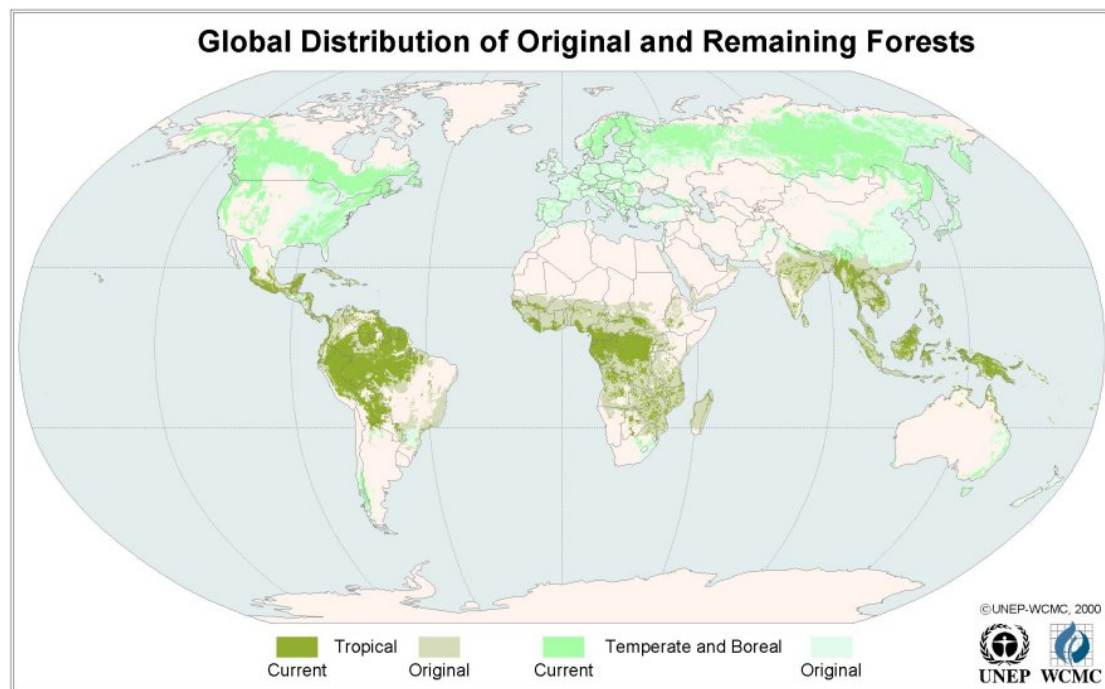 Global Distribution of Original and Remaining Forests
©UNEP-WCMC, 2000
Tropical
Temperate and Boreal
Current
Original
Current
Original
UNEP WCMC